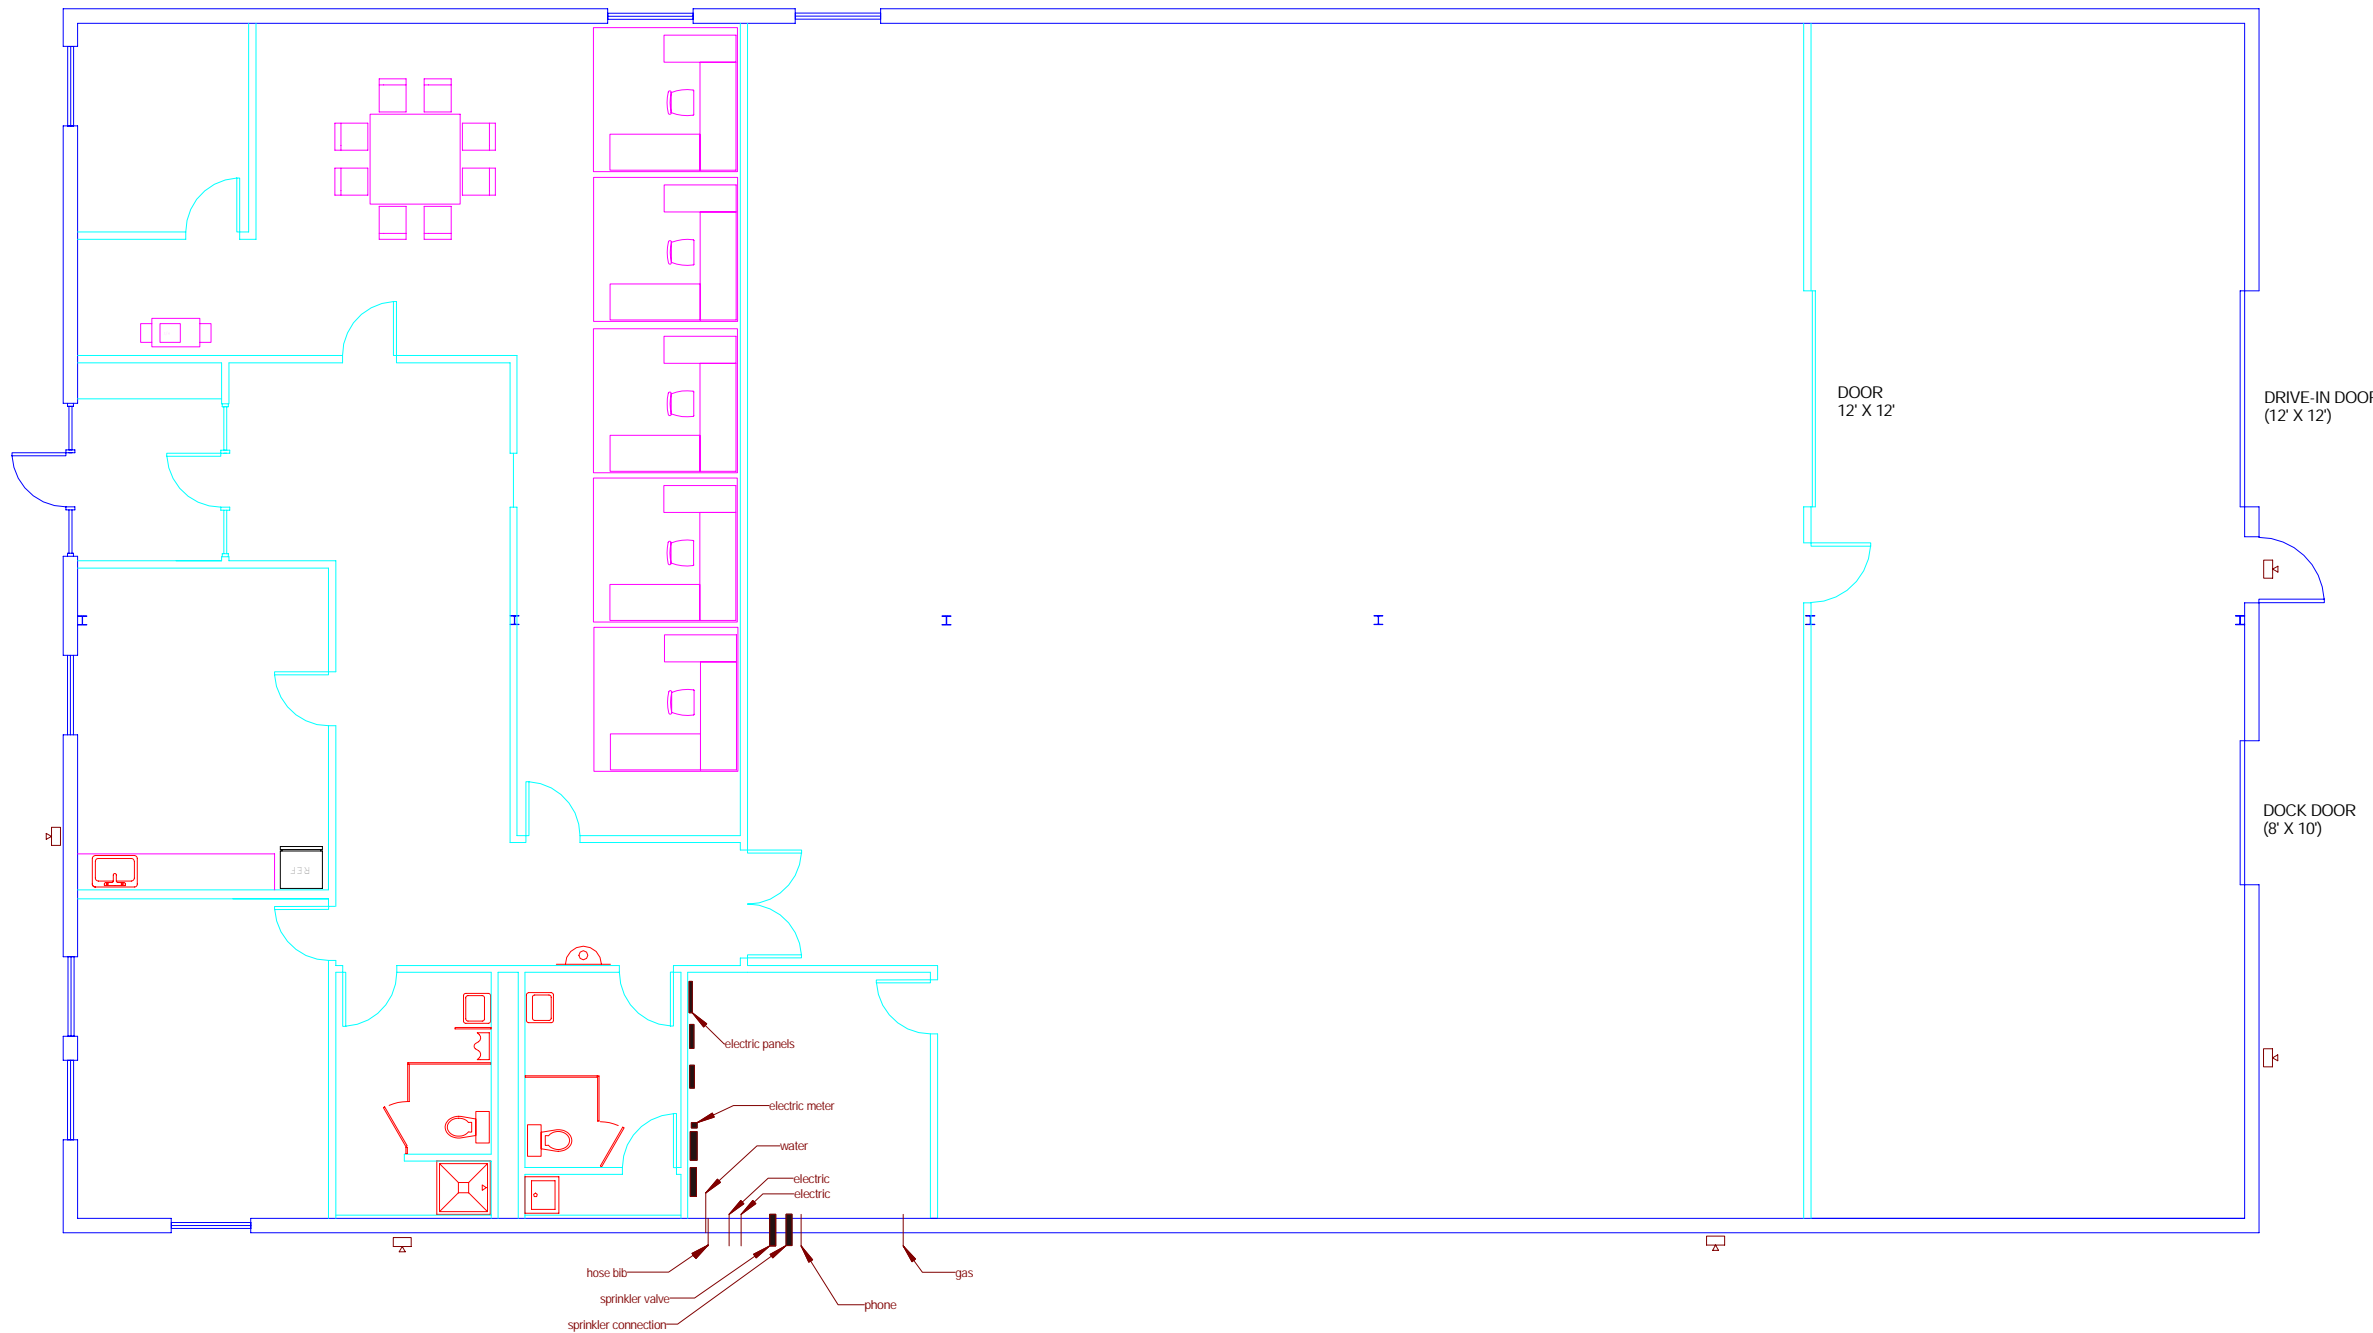 DOOR
12' X 12'
DRIVE-IN DOOR
(12' X 12')
DOCK DOOR
(8' X 10')
REF
electric panels
electric meter
water
electric
electric
hose bib
gas
sprinkler valve
phone
sprinkler connection